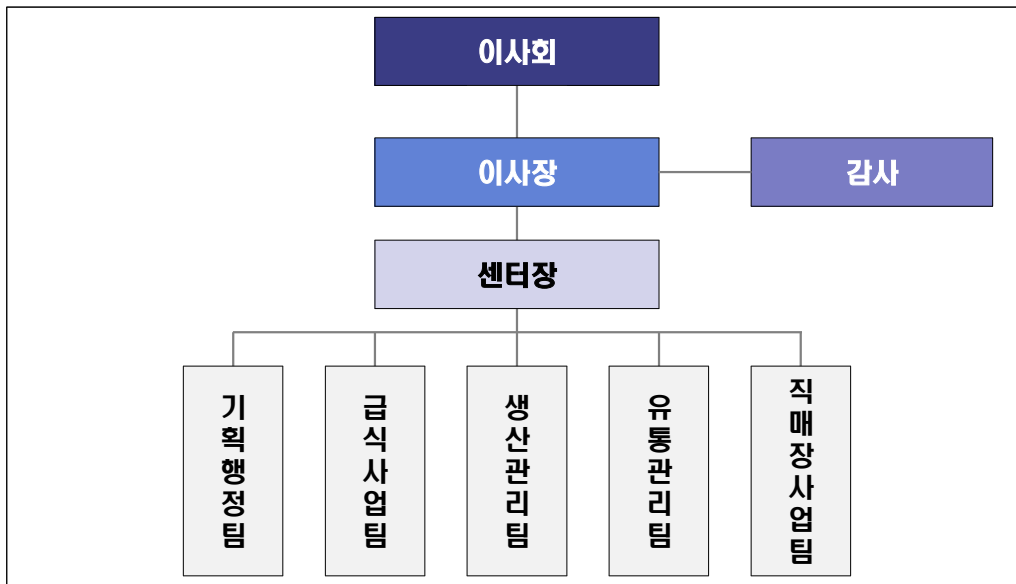 이사회
이사장
감사
센터장
기획행정팀
급식사업팀
생산관리팀
유통관리팀
직매장사업팀